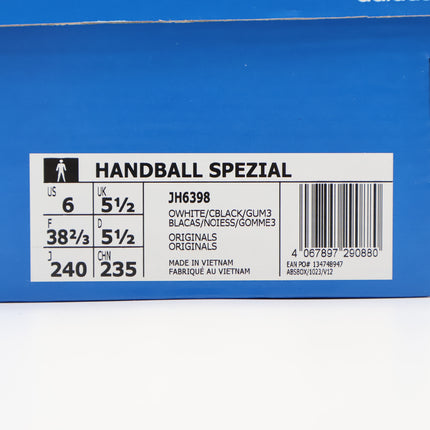 HANDBALL SPEZIAL
US 6 UK 5½
F 38⅔ D 5½
J 240 CHN 235
JH6398
OWHITE/CBLACK/GUM3
BLACAS/NOIESS/GOMME3
ORIGINALS
ORIGINALS
MADE IN VIETNAM
FABRIQUÉ AU VIETNAM
4 067897 290880
EAN PO# 134748947
ABSBOX/1023/V12